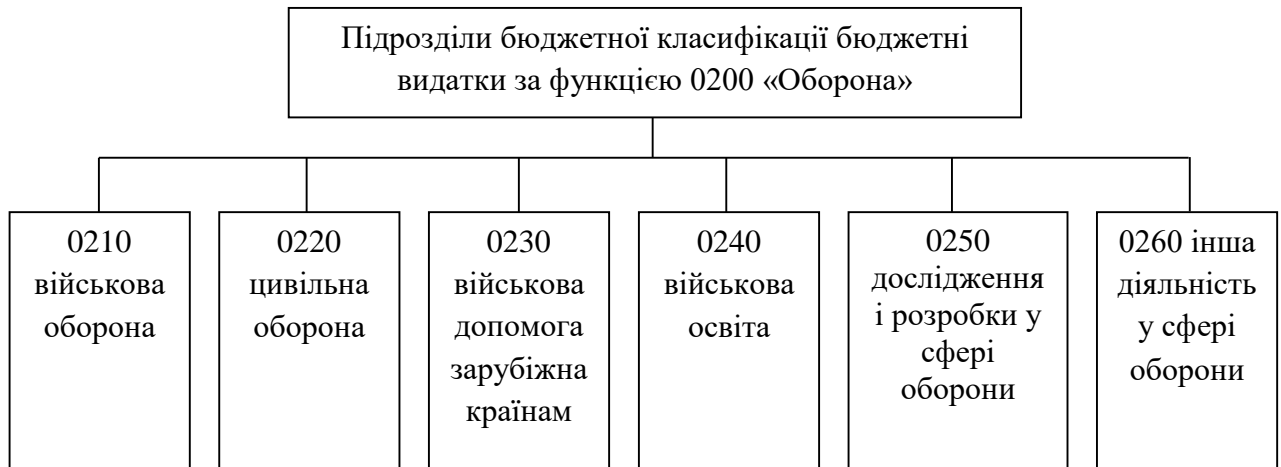 Підрозділи бюджетної класифікації бюджетні
видатки за функцією 0200 «Оборона»
0210
військова
оборона
0220
цивільна
оборона
0230
військова
допомога
зарубіжна
країнам
0240
військова
освіта
0250
дослідження
і розробки у
сфері
оборони
0260 інша
діяльність
у сфері
оборони